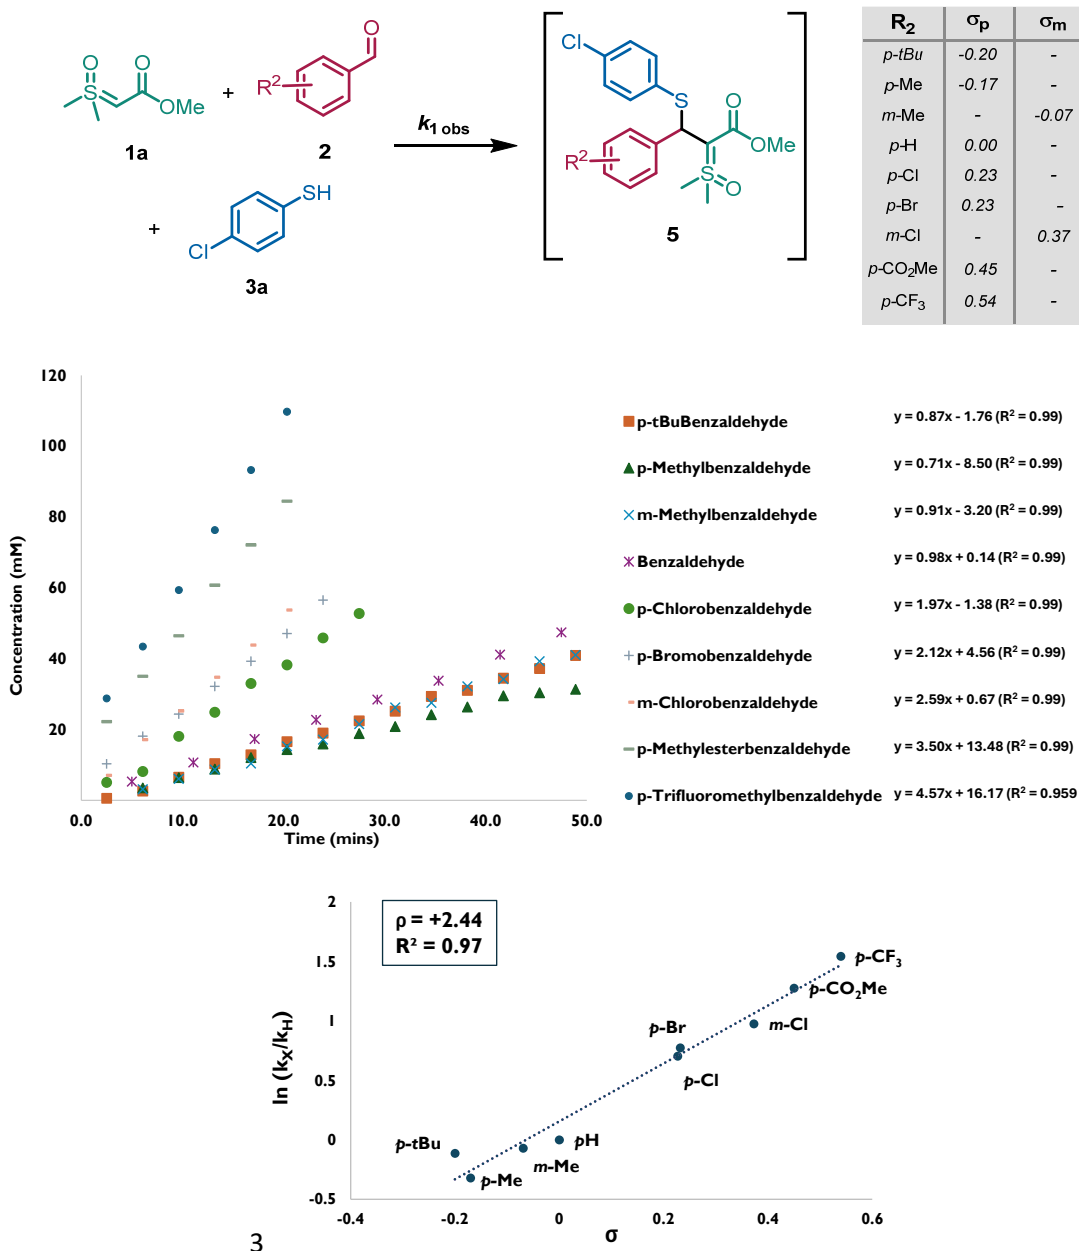 O
S
O
OMe
1a
+
R²
O
2
+
Cl
SH
3a
k1 obs
Cl
S
R²
O
OMe
S
O
5
R₂ σp σm
p-tBu -0.20 -
p-Me -0.17 -
m-Me - -0.07
p-H 0.00 -
p-Cl 0.23 -
p-Br 0.23 -
m-Cl - 0.37
p-CO₂Me 0.45 -
p-CF₃ 0.54 -
120
100
80
60
40
20
Concentration (mM)
0.0 10.0 20.0 30.0 40.0 50.0
Time (mins)
p-tBuBenzaldehyde y = 0.87x - 1.76 (R² = 0.99)
p-Methylbenzaldehyde y = 0.71x - 8.50 (R² = 0.99)
m-Methylbenzaldehyde y = 0.91x - 3.20 (R² = 0.99)
Benzaldehyde y = 0.98x + 0.14 (R² = 0.99)
p-Chlorobenzaldehyde y = 1.97x - 1.38 (R² = 0.99)
p-Bromobenzaldehyde y = 2.12x + 4.56 (R² = 0.99)
m-Chlorobenzaldehyde y = 2.59x + 0.67 (R² = 0.99)
p-Methylesterbenzaldehyde y = 3.50x + 13.48 (R² = 0.99)
p-Trifluoromethylbenzaldehyde y = 4.57x + 16.17 (R² = 0.959
ρ = +2.44
R² = 0.97
2
1.5
1
0.5
0
-0.5
ln (kX/kH)
p-CF₃
p-CO₂Me
m-Cl
p-Br
p-Cl
p-tBu
pH
m-Me
p-Me
-0.4 -0.2 0 0.2 0.4 0.6
σ
3